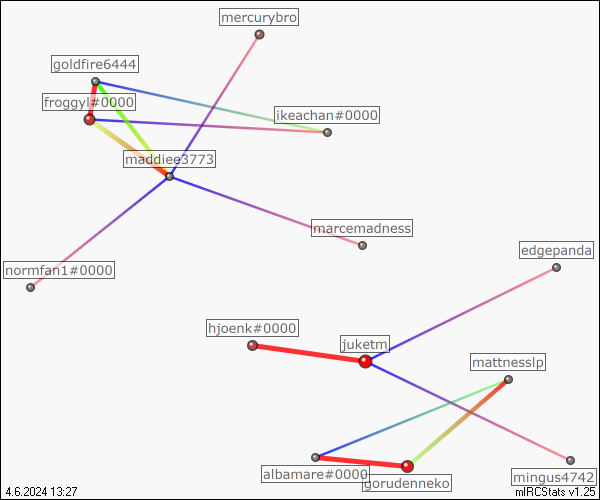 mercurybro
goldfire6444
froggyl#0000
ikeachan#0000
maddiee3773
marcemadness
edgepanda
normfan1#0000
hjoenk#0000
juketm
mattnesslp
albamare#0000
gorudenneko
mingus4742
4.6.2024 13:27
mIRCStats v1.25